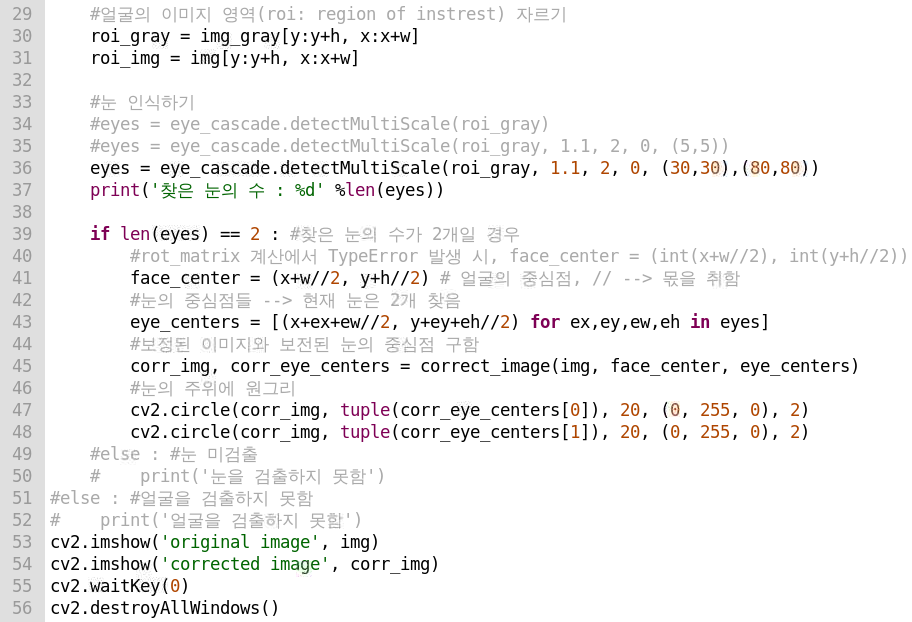 29 #얼굴의 이미지 영역(roi: region of instrest) 자르기
30 roi_gray = img_gray[y:y+h, x:x+w]
31 roi_img = img[y:y+h, x:x+w]
32
33 #눈 인식하기
34 #eyes = eye_cascade.detectMultiScale(roi_gray)
35 #eyes = eye_cascade.detectMultiScale(roi_gray, 1.1, 2, 0, (5,5))
36 eyes = eye_cascade.detectMultiScale(roi_gray, 1.1, 2, 0, (30,30),(80,80))
37 print('찾은 눈의 수 : %d' %len(eyes))
38
39 if len(eyes) == 2 : #찾은 눈의 수가 2개일 경우
40 #rot_matrix 계산에서 TypeError 발생 시, face_center = (int(x+w//2), int(y+h//2))
41 face_center = (x+w//2, y+h//2) # 얼굴의 중심점, // --> 몫을 취함
42 #눈의 중심점들 --> 현재 눈은 2개 찾음
43 eye_centers = [(x+ex+ew//2, y+ey+eh//2) for ex,ey,ew,eh in eyes]
44 #보정된 이미지와 보전된 눈의 중심점 구함
45 corr_img, corr_eye_centers = correct_image(img, face_center, eye_centers)
46 #눈의 주위에 원그리
47 cv2.circle(corr_img, tuple(corr_eye_centers[0]), 20, (0, 255, 0), 2)
48 cv2.circle(corr_img, tuple(corr_eye_centers[1]), 20, (0, 255, 0), 2)
49 #else : #눈 미검출
50 #    print('눈을 검출하지 못함')
51 #else : #얼굴을 검출하지 못함
52 #    print('얼굴을 검출하지 못함')
53 cv2.imshow('original image', img)
54 cv2.imshow('corrected image', corr_img)
55 cv2.waitKey(0)
56 cv2.destroyAllWindows()